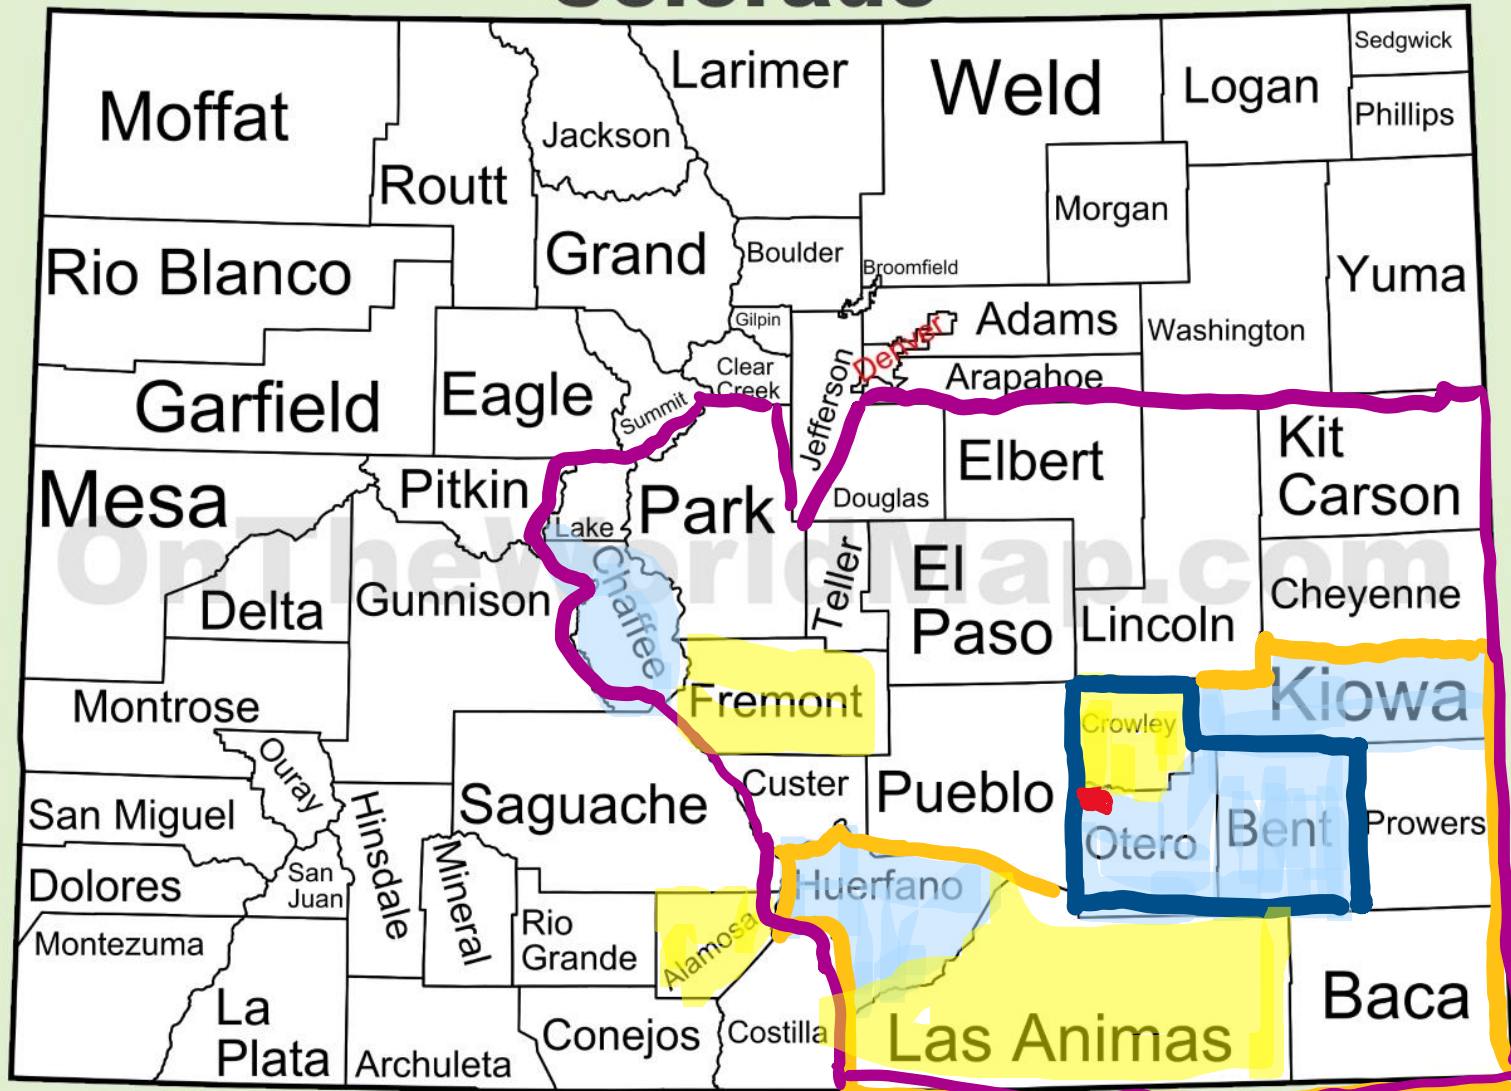 Colorado
Moffat
Routt
Jackson
Larimer
Weld
Logan
Sedgwick
Phillips
Morgan
Rio Blanco
Grand
Boulder
Broomfield
Yuma
Gilpin
Adams
Washington
Garfield
Eagle
Summit
Clear
Creek
Jefferson
Denver
Arapahoe
Mesa
Pitkin
Lake
Park
Douglas
Elbert
Kit
Carson
OnTheWorldMap.com
Delta
Gunnison
Chaffee
Teller
El
Paso
Lincoln
Cheyenne
Montrose
Fremont
Crowley
Kiowa
Ouray
San Miguel
Hinsdale
Saguache
Custer
Pueblo
Otero
Bent
Prowers
Dolores
San
Juan
Mineral
Huerfano
Montezuma
Rio
Grande
Alamosa
La
Plata
Archuleta
Conejos
Costilla
Las Animas
Baca